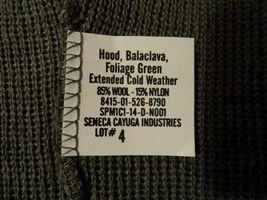 Hood, Balaclava,
Foliage Green
Extended Cold Weather
85% WOOL - 15% NYLON
8415-01-526-8790
SPM1C1-14-D-N001
SENECA CAYUGA INDUSTRIES
LOT# 4